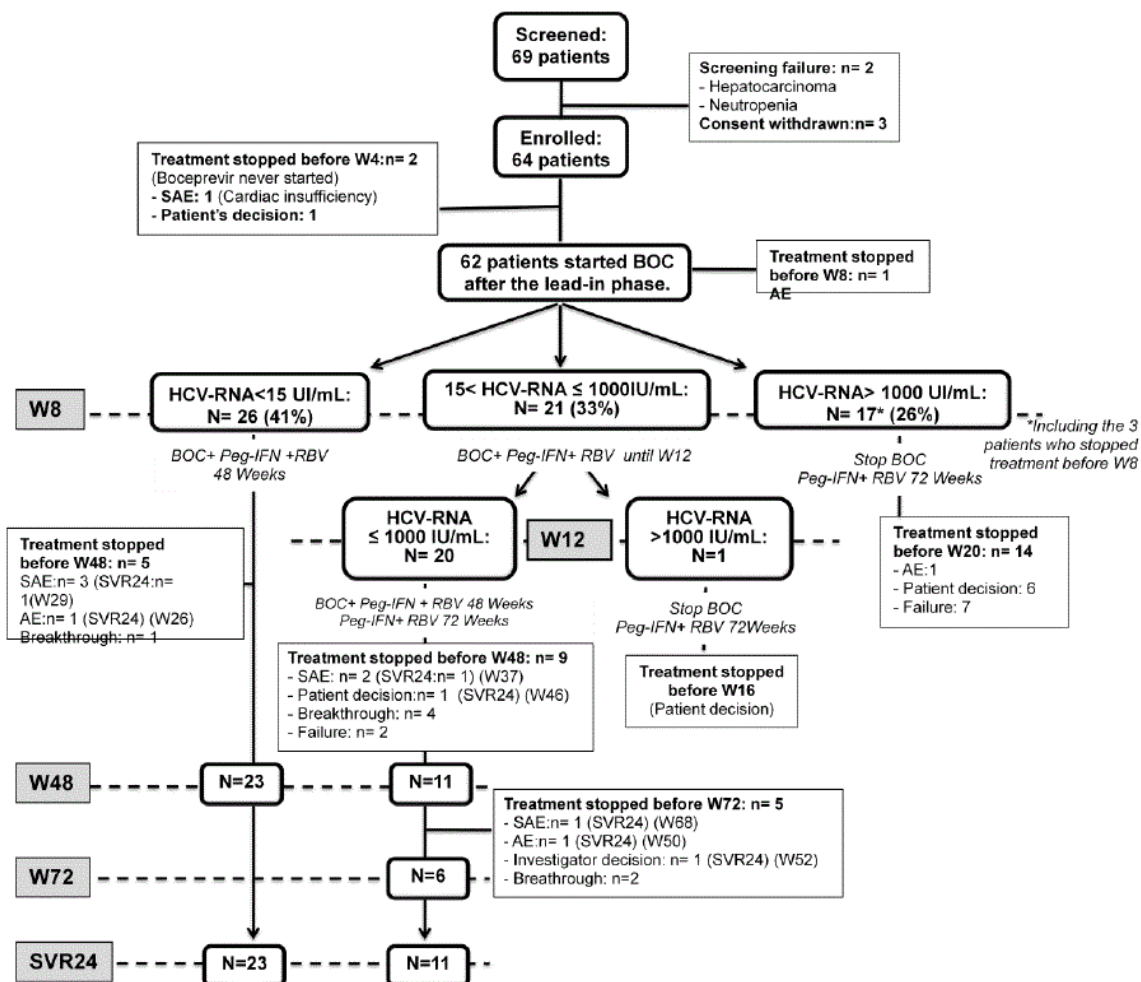 Screened:
69 patients
Screening failure: n= 2
- Hepatocarcinoma
- Neutropenia
Consent withdrawn:n= 3
Enrolled:
64 patients
Treatment stopped before W4:n= 2
(Boceprevir never started)
- SAE: 1 (Cardiac insufficiency)
- Patient's decision: 1
62 patients started BOC
after the lead-in phase.
Treatment stopped
before W8: n= 1
AE
W8
HCV-RNA<15 UI/mL:
N= 26 (41%)
15< HCV-RNA ≤ 1000IU/mL:
N= 21 (33%)
HCV-RNA> 1000 UI/mL:
N= 17* (26%)
*Including the 3
patients who stopped
treatment before W8
BOC+ Peg-IFN +RBV
48 Weeks
BOC+ Peg-IFN+ RBV until W12
Stop BOC
Peg-IFN+ RBV 72 Weeks
HCV-RNA
≤ 1000 IU/mL:
N= 20
W12
HCV-RNA
>1000 IU/mL:
N=1
Treatment stopped
before W48: n= 5
SAE:n= 3 (SVR24:n=
1(W29)
AE:n= 1 (SVR24) (W26)
Breakthrough: n= 1
Treatment stopped
before W20: n= 14
- AE:1
- Patient decision: 6
- Failure: 7
BOC+ Peg-IFN + RBV 48 Weeks
Peg-IFN+ RBV 72 Weeks
Stop BOC
Peg-IFN+ RBV 72Weeks
Treatment stopped before W48: n= 9
- SAE: n= 2 (SVR24:n= 1) (W37)
- Patient decision:n= 1 (SVR24) (W46)
- Breakthrough: n= 4
- Failure: n= 2
Treatment stopped
before W16
(Patient decision)
W48
N=23
N=11
Treatment stopped before W72: n= 5
- SAE:n= 1 (SVR24) (W68)
- AE:n= 1 (SVR24) (W50)
- Investigator decision: n= 1 (SVR24) (W52)
- Breathrough: n=2
W72
N=6
SVR24
N=23
N=11